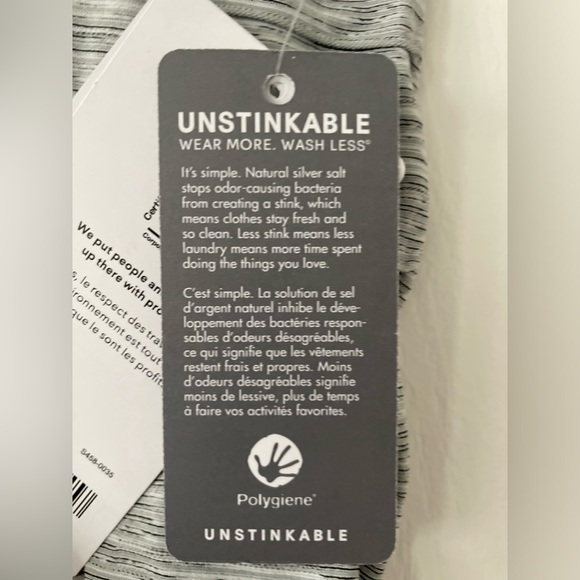 UNSTINKABLE
WEAR MORE. WASH LESS®
It's simple. Natural silver salt
stops odor-causing bacteria
from creating a stink, which
means clothes stay fresh and
so clean. Less stink means less
laundry means more time spent
doing the things you love.
C'est simple. La solution de sel
d'argent naturel inhibe le déve-
loppement des bactéries respon-
sables d'odeurs désagréables,
ce qui signifie que les vêtements
restent frais et propres. Moins
d'odeurs désagréables signifie
moins de lessive, plus de temps
à faire vos activités favorites.
Polygiene®
UNSTINKABLE
Certi
Corpo
We put people an
up there with pro
s, le respect des tra
ironnement est tout
que le sont les profit
S458-0035